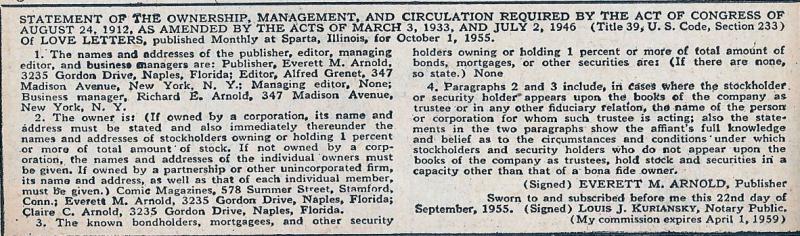 STATEMENT OF THE OWNERSHIP, MANAGEMENT, AND CIRCULATION REQUIRED BY THE ACT OF CONGRESS OF
AUGUST 24, 1912, AS AMENDED BY THE ACTS OF MARCH 3, 1933, AND JULY 2, 1946 (Title 39, U. S. Code, Section 233)
Of LOVE LETTERS, published Monthly at Sparta, Illinois, for October 1, 1955.
1. The names and addresses of the publisher, editor, managing
editor, and business managers are: Publisher, Everett M. Arnold,
3235 Gordon Drive, Naples, Florida; Editor, Alfred Grenet, 347
Madison Avenue, New York, N. Y.; Managing editor, None;
Business manager, Richard E. Arnold, 347 Madison Avenue,
New York, N. Y.
2. The owner is: (If owned by a corporation, its name and
address must be stated and also immediately thereunder the
names and addresses of stockholders owning or holding 1 percent
or more of total amount of stock. If not owned by a corp-
oration, the names and addresses of the individual owners must
be given. If owned by a partnership or other unincorporated firm,
its name and address, as well as that of each individual member,
must be given.) Comic Magazines, 578 Summer Street, Stamford,
Conn.; Everett M. Arnold, 3235 Gordon Drive, Naples, Florida;
Claire C. Arnold, 3235 Gordon Drive, Naples, Florida.
3. The known bondholders, mortgagees, and other security
holders owning or holding 1 percent or more of total amount of
bonds, mortgages, or other securities are: (If there are none,
so state.) None
4. Paragraphs 2 and 3 include, in cases where the stockholder
or security holder appears upon the books of the company as
trustee or in any other fiduciary relation, the name of the person
or corporation for whom such trustee is acting; also the state-
ments in the two paragraphs show the affiant's full knowledge
and belief as to the circumstances and conditions under which
stockholders and security holders who do not appear upon the
books of the company as trustees, hold stock and securities in a
capacity other than that of a bona fide owner.
(Signed) EVERETT M. ARNOLD, Publisher
Sworn to and subscribed before me this 22nd day of
September, 1955. (Signed) LOUIS J. KURIANSKY, Notary Public.
(My commission expires April 1, 1959)